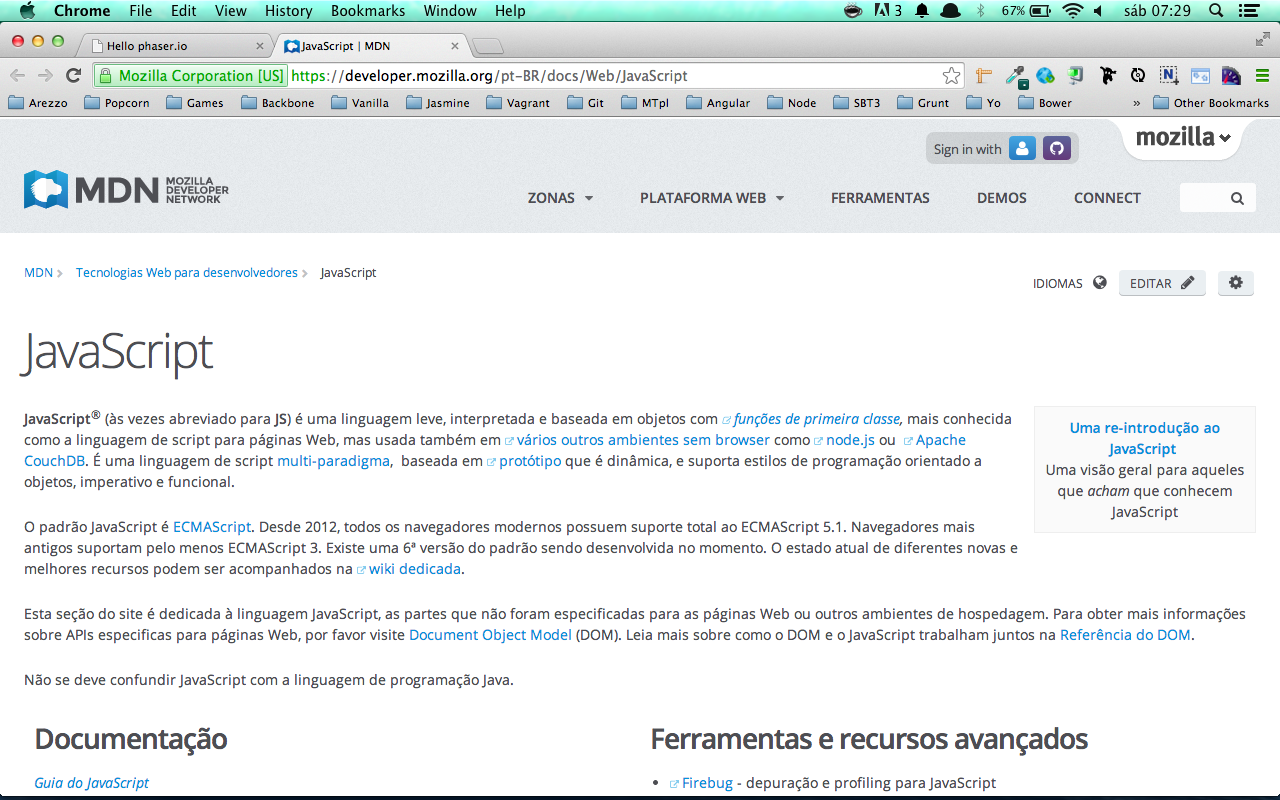 Chrome File Edit View History Bookmarks Window Help 3 67% sáb 07:29
Hello phaser.io JavaScript | MDN
Mozilla Corporation [US] https://developer.mozilla.org/pt-BR/docs/Web/JavaScript
Arezzo Popcorn Games Backbone Vanilla Jasmine Vagrant Git MTpl Angular Node SBT3 Grunt Yo Bower » Other Bookmarks
Sign in with mozilla
MDN MOZILLA
DEVELOPER
NETWORK
ZONAS PLATAFORMA WEB FERRAMENTAS DEMOS CONNECT
MDN Tecnologias Web para desenvolvedores JavaScript
IDIOMAS EDITAR
JavaScript
JavaScript® (às vezes abreviado para JS) é uma linguagem leve, interpretada e baseada em objetos com funções de primeira classe, mais conhecida
como a linguagem de script para páginas Web, mas usada também em vários outros ambientes sem browser como node.js ou Apache
CouchDB. É uma linguagem de script multi-paradigma, baseada em protótipo que é dinâmica, e suporta estilos de programação orientado a
objetos, imperativo e funcional.
Uma re-introdução ao
JavaScript
Uma visão geral para aqueles
que acham que conhecem
JavaScript
O padrão JavaScript é ECMAScript. Desde 2012, todos os navegadores modernos possuem suporte total ao ECMAScript 5.1. Navegadores mais
antigos suportam pelo menos ECMAScript 3. Existe uma 6ª versão do padrão sendo desenvolvida no momento. O estado atual de diferentes novas e
melhores recursos podem ser acompanhados na wiki dedicada.
Esta seção do site é dedicada à linguagem JavaScript, as partes que não foram especificadas para as páginas Web ou outros ambientes de hospedagem. Para obter mais informações
sobre APIs especificas para páginas Web, por favor visite Document Object Model (DOM). Leia mais sobre como o DOM e o JavaScript trabalham juntos na Referência do DOM.
Não se deve confundir JavaScript com a linguagem de programação Java.
Documentação
Guia do JavaScript
Ferramentas e recursos avançados
• Firebug - depuração e profiling para JavaScript